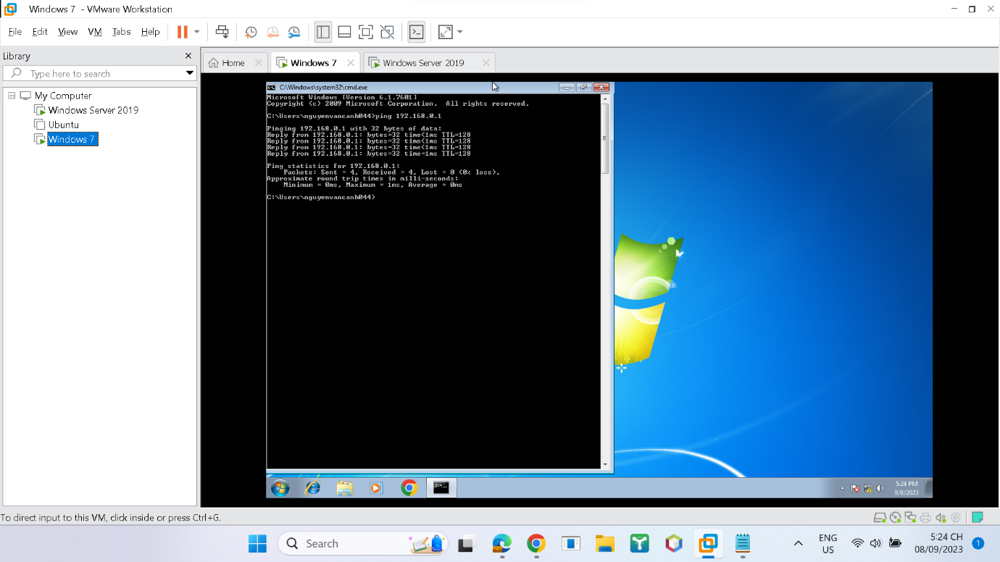 Windows 7 - VMware Workstation
File Edit View VM Tabs Help
Library
Type here to search
My Computer
Windows Server 2019
Ubuntu
Windows 7
Home
Windows 7
Windows Server 2019
C:\Windows\system32\cmd.exe
Microsoft Windows [Version 6.1.7601]
Copyright (c) 2009 Microsoft Corporation. All rights reserved.
C:\Users\nguyenvancanh044>ping 192.168.0.1
Pinging 192.168.0.1 with 32 bytes of data:
Reply from 192.168.0.1: bytes=32 time<1ms TTL=128
Reply from 192.168.0.1: bytes=32 time<1ms TTL=128
Reply from 192.168.0.1: bytes=32 time<1ms TTL=128
Reply from 192.168.0.1: bytes=32 time=1ms TTL=128
Ping statistics for 192.168.0.1:
Packets: Sent = 4, Received = 4, Lost = 0 (0% loss),
Approximate round trip times in milli-seconds:
Minimum = 0ms, Maximum = 1ms, Average = 0ms
C:\Users\nguyenvancanh044>
5:24 PM
9/8/2023
To direct input to this VM, click inside or press Ctrl+G.
Search
ENG
US
5:24 CH
08/09/2023
1